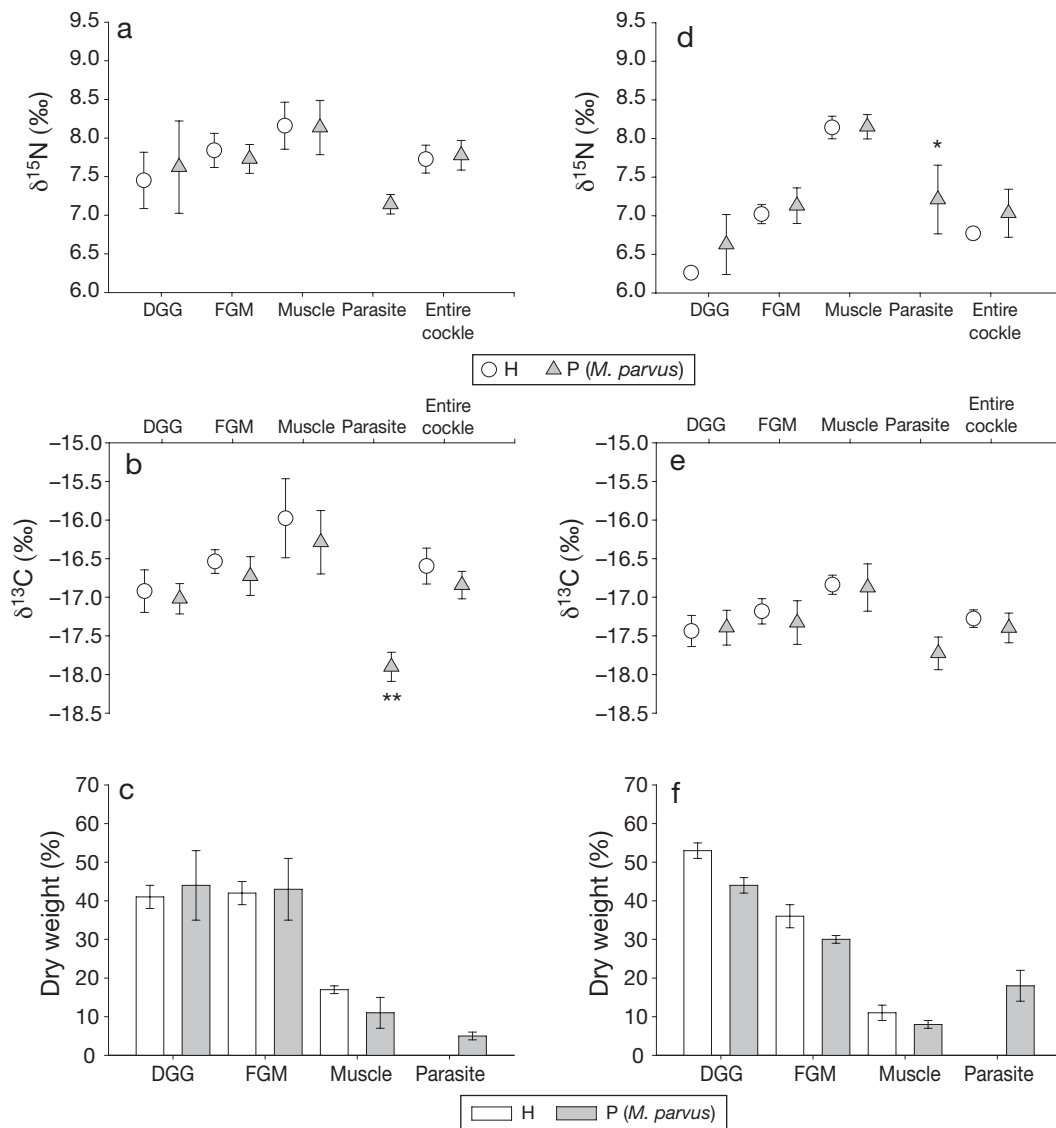 a
9.5
9.0
8.5
8.0
7.5
7.0
6.5
6.0
δ15N (‰)
DGG FGM Muscle Parasite Entire cockle
d
9.5
9.0
8.5
8.0
7.5
7.0
6.5
6.0
δ15N (‰)
*
DGG FGM Muscle Parasite Entire cockle
H P (M. parvus)
DGG FGM Muscle Parasite Entire cockle
b
−15.0
−15.5
−16.0
−16.5
−17.0
−17.5
−18.0
−18.5
δ13C (‰)
**
DGG FGM Muscle Parasite Entire cockle
e
−15.0
−15.5
−16.0
−16.5
−17.0
−17.5
−18.0
−18.5
δ13C (‰)
c
70
60
50
40
30
20
10
0
Dry weight (%)
DGG FGM Muscle Parasite
f
70
60
50
40
30
20
10
0
Dry weight (%)
DGG FGM Muscle Parasite
H P (M. parvus)